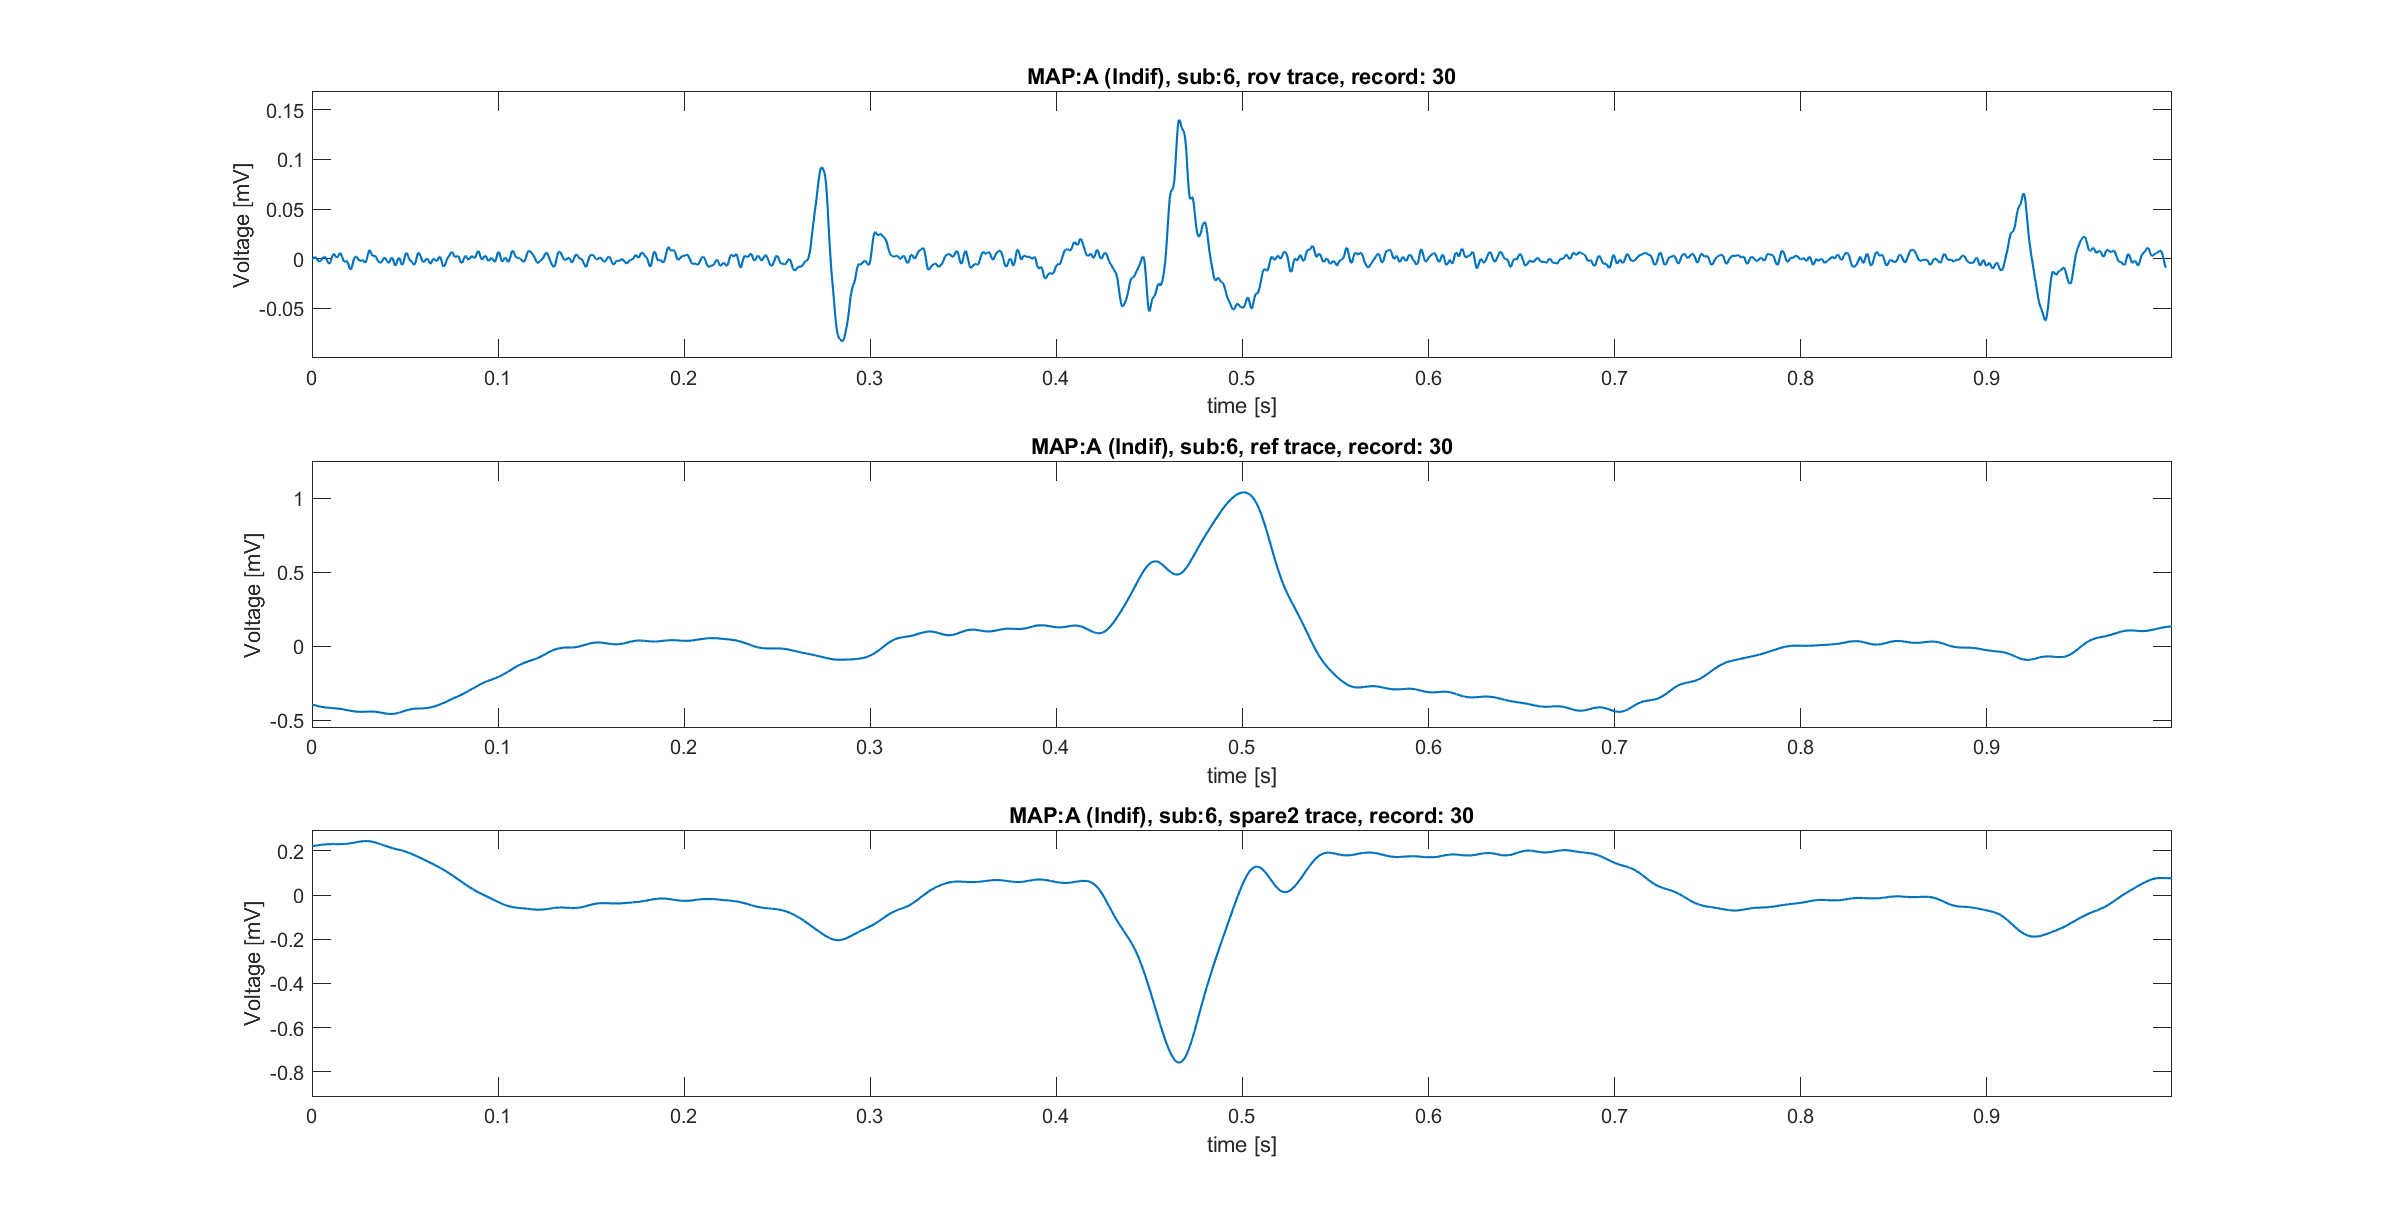 MAP:A (Indif), sub:6, rov trace, record: 30
0.15
0.1
0.05
0
-0.05
Voltage [mV]
0 0.1 0.2 0.3 0.4 0.5 0.6 0.7 0.8 0.9
time [s]
MAP:A (Indif), sub:6, ref trace, record: 30
1
0.5
0
-0.5
Voltage [mV]
0 0.1 0.2 0.3 0.4 0.5 0.6 0.7 0.8 0.9
time [s]
MAP:A (Indif), sub:6, spare2 trace, record: 30
0.2
0
-0.2
-0.4
-0.6
-0.8
Voltage [mV]
0 0.1 0.2 0.3 0.4 0.5 0.6 0.7 0.8 0.9
time [s]